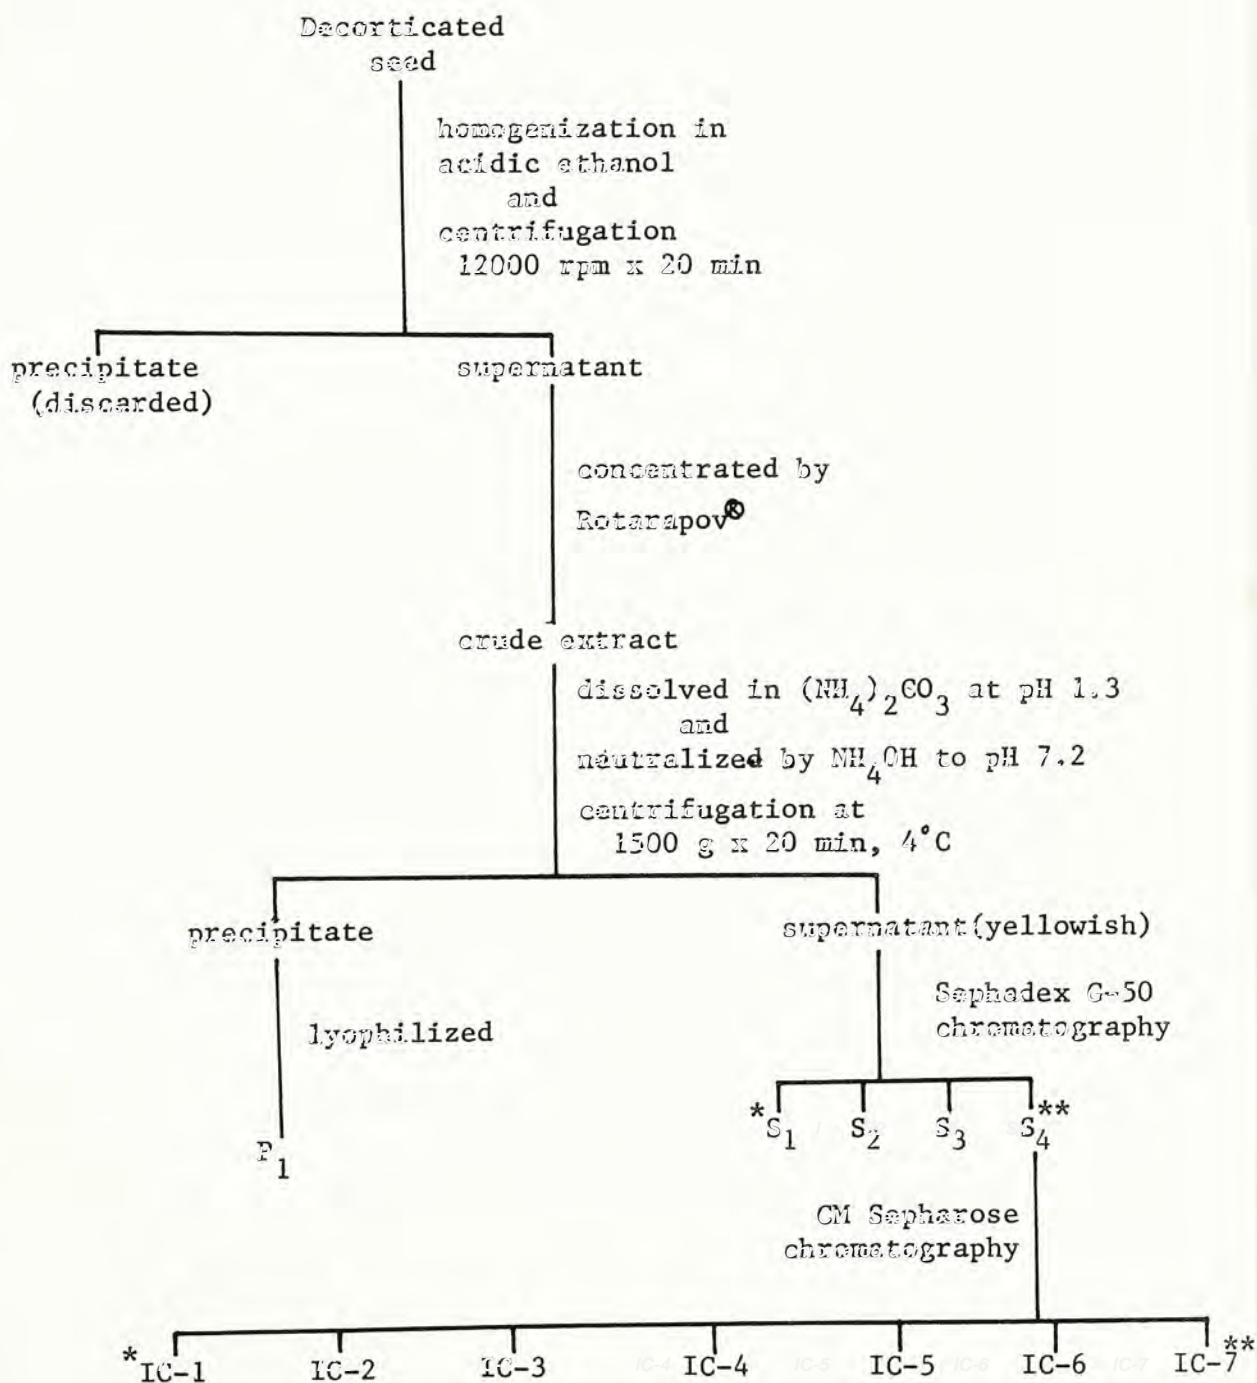 Decorticated
seed
homogenization in
acidic ethanol
and
centrifugation
12000 rpm x 20 min
precipitate
(discarded)
supernatant
concentrated by
Rotarapov®
crude extract
dissolved in (NH4)2CO3 at pH 1.3
and
neutralized by NH4OH to pH 7.2
centrifugation at
1500 g x 20 min, 4°C
precipitate
supernatant(yellowish)
Sephadex G-50
chromatography
lyophilized
*S1 S2 S3 S4**
P1
CM Sepharose
chromatography
*IC-1 IC-2 IC-3 IC-4 IC-5 IC-6 IC-7**